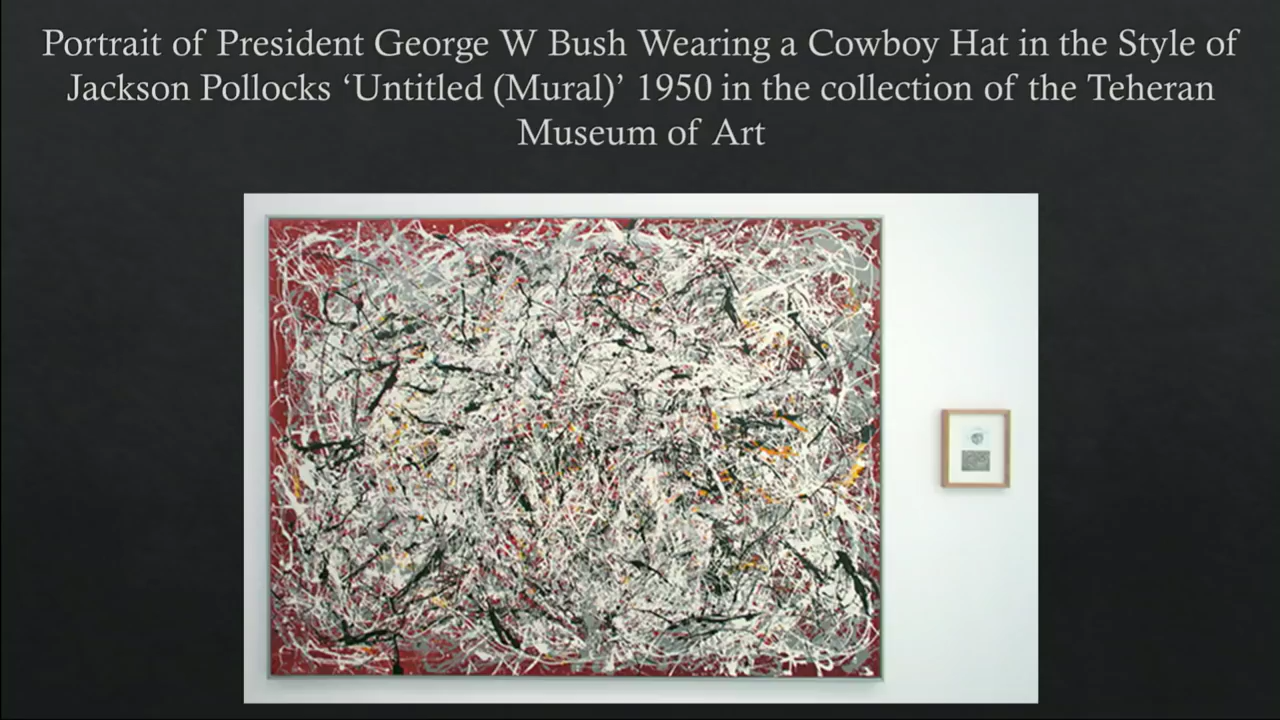 Portrait of President George W Bush Wearing a Cowboy Hat in the Style of
Jackson Pollocks ‘Untitled (Mural)’ 1950 in the collection of the Teheran
Museum of Art